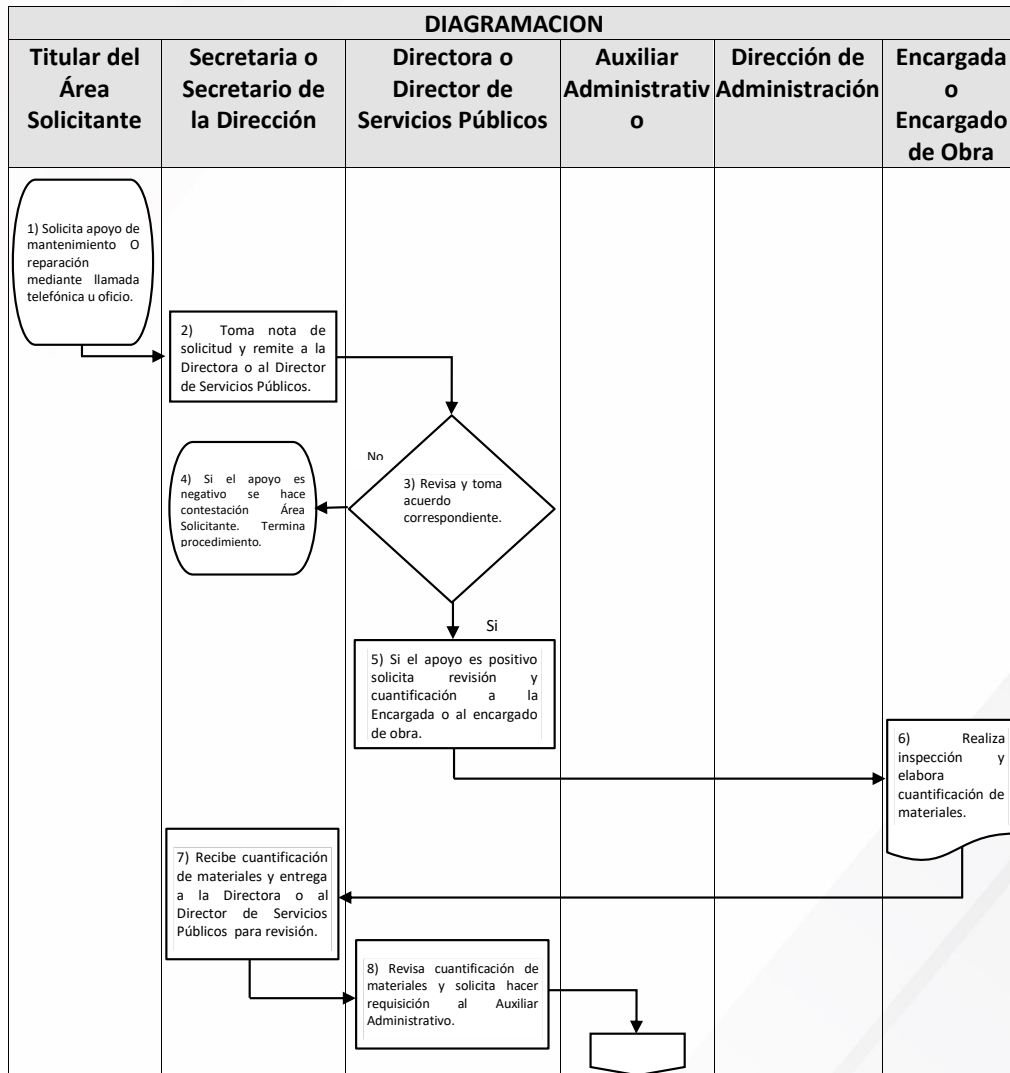 DIAGRAMACION
Titular del
Área
Solicitante
Secretaria o
Secretario de
la Dirección
Directora o
Director de
Servicios Públicos
Auxiliar
Administrativ
o
Dirección de
Administración
Encargada
o
Encargado
de Obra
1) Solicita apoyo de
mantenimiento O
reparación
mediante llamada
telefónica u oficio.
2) Toma nota de
solicitud y remite a la
Directora o al Director
de Servicios Públicos.
No
3) Revisa y toma
acuerdo
correspondiente.
4) Si el apoyo es
negativo se hace
contestación Área
Solicitante. Termina
procedimiento.
Si
5) Si el apoyo es positivo
solicita revisión y
cuantificación a la
Encargada o al encargado
de obra.
6) Realiza
inspección y
elabora
cuantificación de
materiales.
7) Recibe cuantificación
de materiales y entrega
a la Directora o al
Director de Servicios
Públicos para revisión.
8) Revisa cuantificación de
materiales y solicita hacer
requisición al Auxiliar
Administrativo.